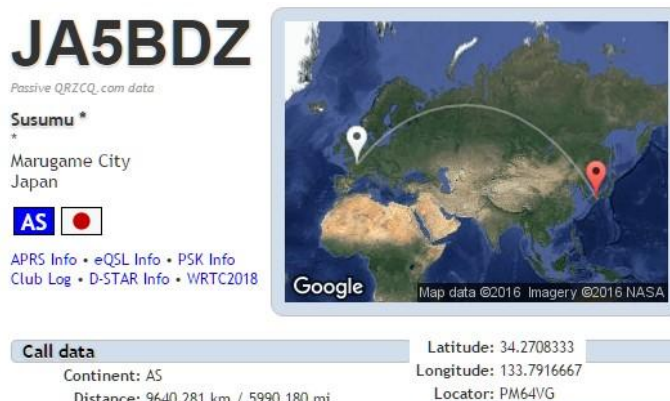 JA5BDZ
Passive QRZCQ.com data
Susumu *
*
Marugame City
Japan
AS
APRS Info • eQSL Info • PSK Info
Club Log • D-STAR Info • WRTC2018
Google
Map data ©2016 Imagery ©2016 NASA
Call data
Continent: AS
Distance: 9640.281 km / 5990.180 mi
Latitude: 34.2708333
Longitude: 133.7916667
Locator: PM64VG